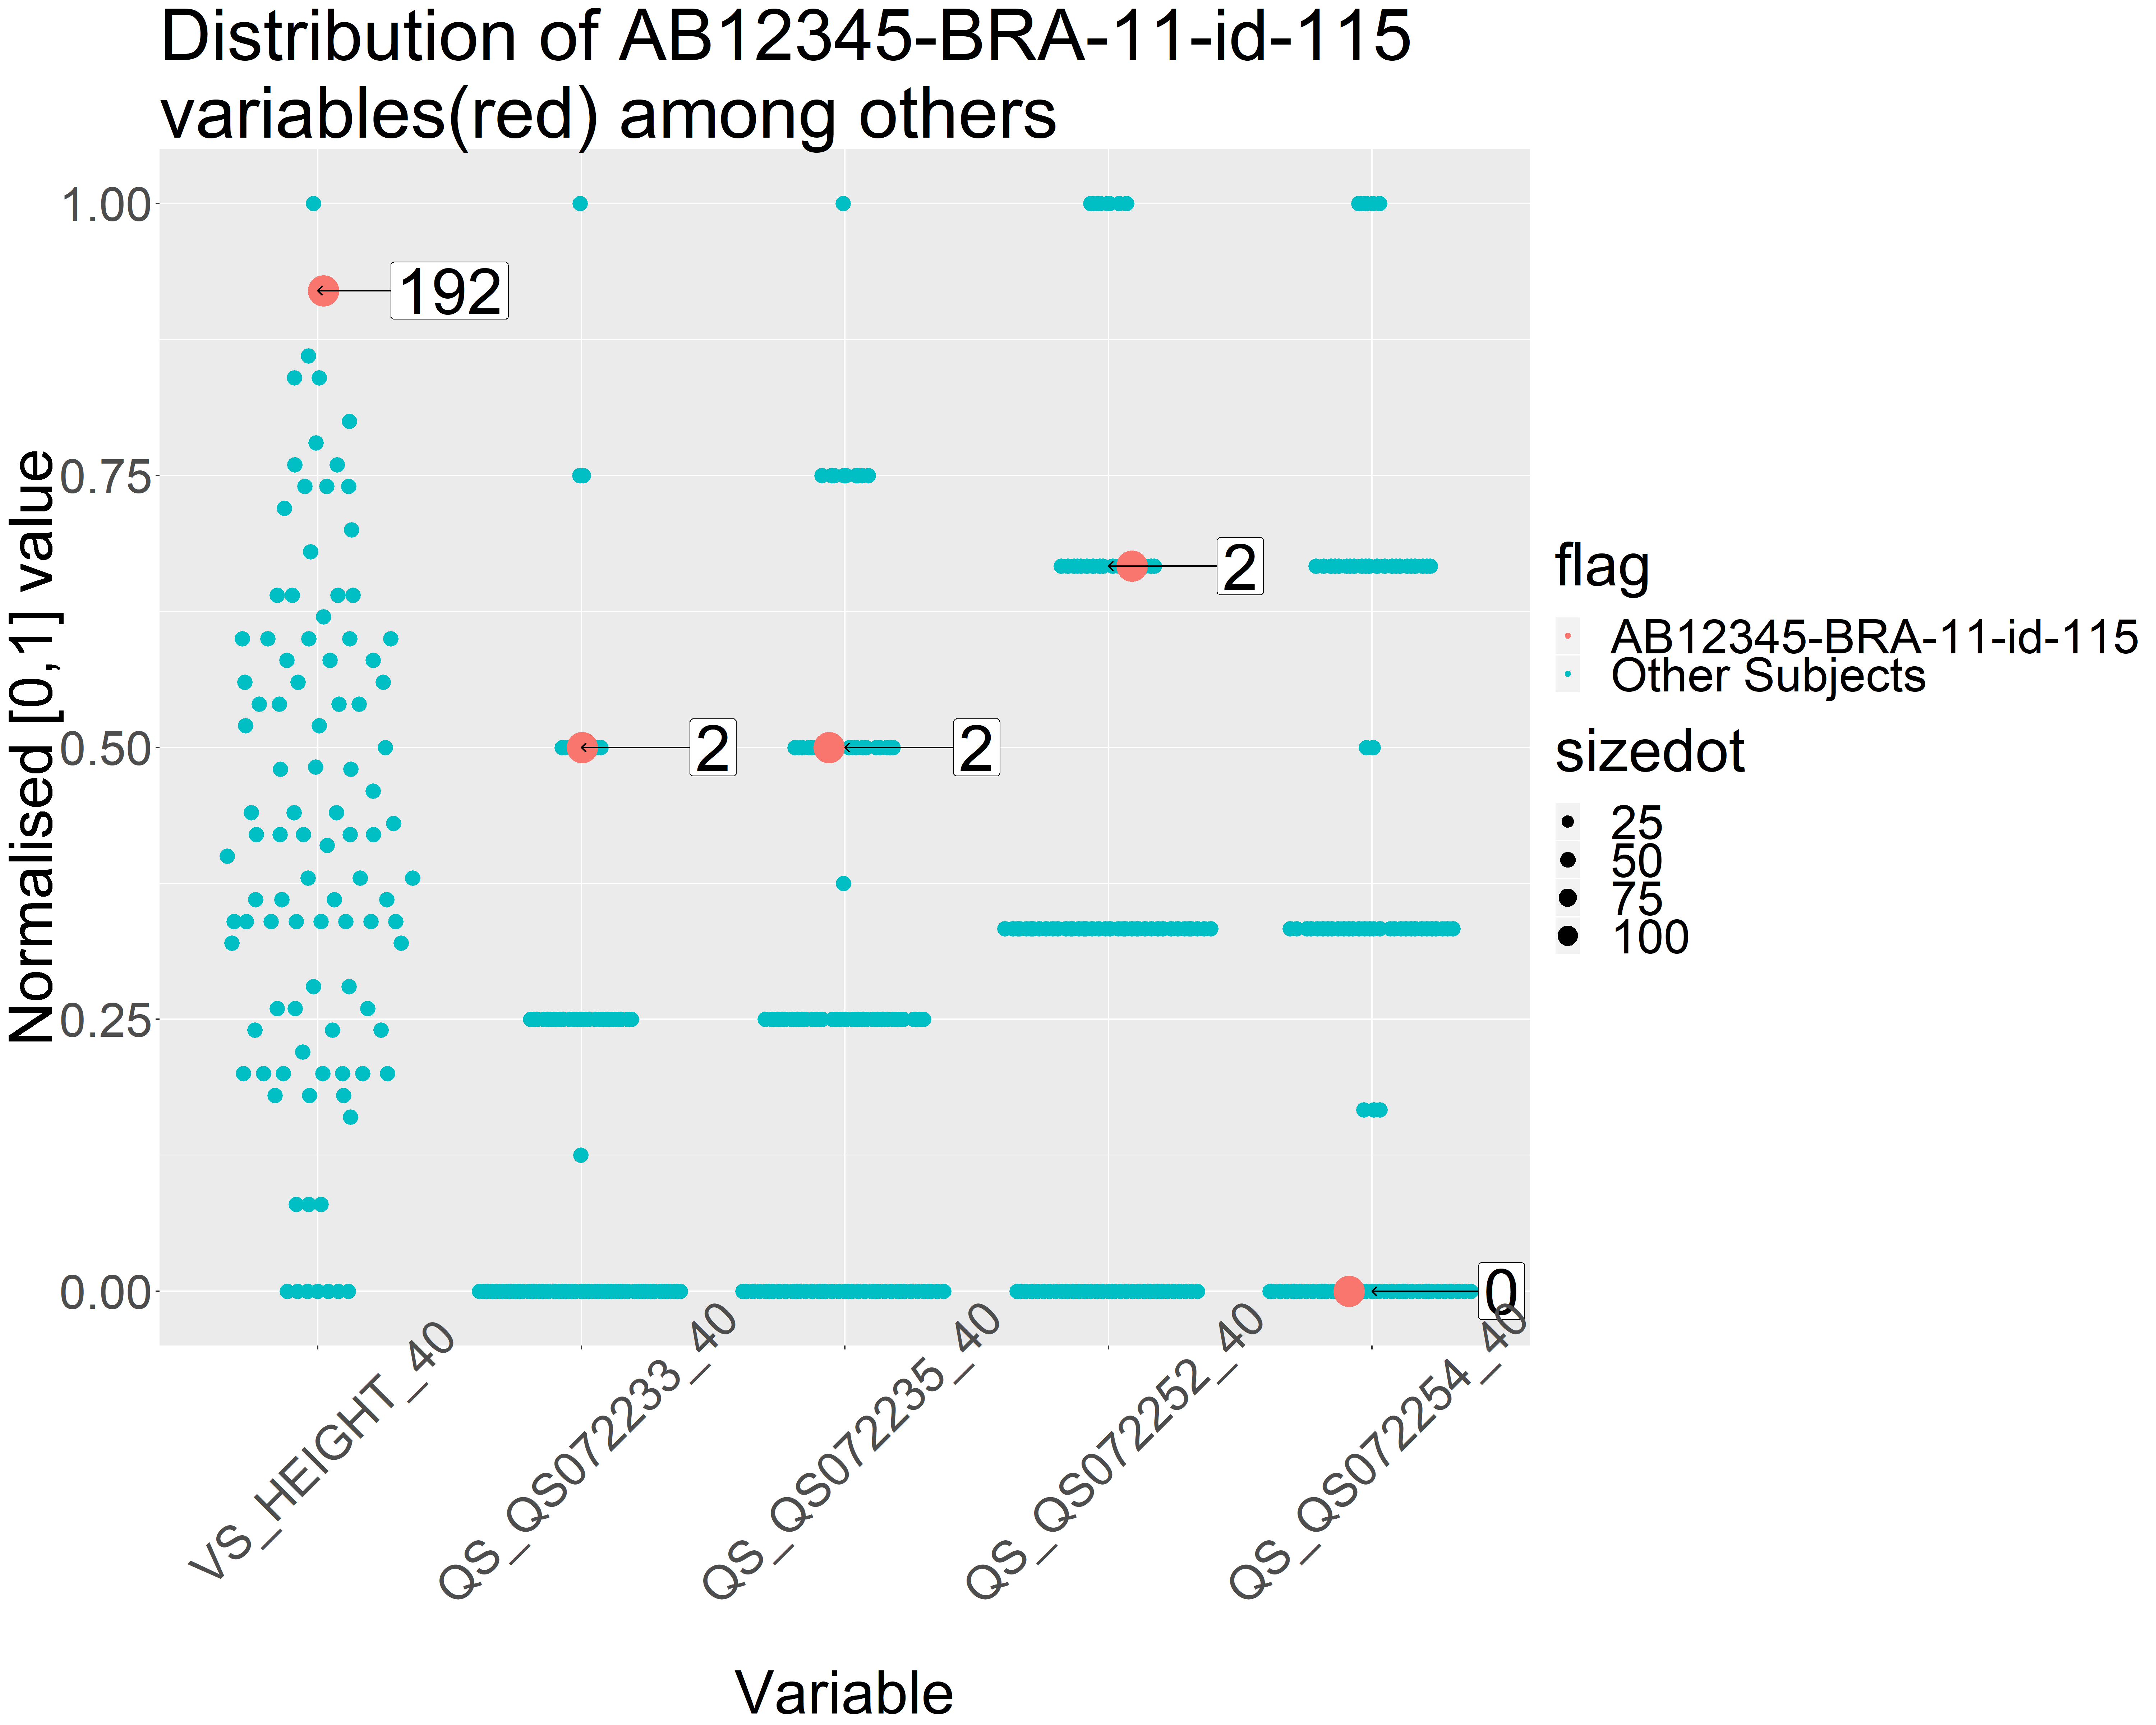 Distribution of AB12345-BRA-11-id-115
variables(red) among others
Normalised [0,1] value
1.00
0.75
0.50
0.25
0.00
192
2
2
2
0
VS_HEIGHT_40
QS_QS072233_40
QS_QS072235_40
QS_QS072252_40
QS_QS072254_40
Variable
flag
AB12345-BRA-11-id-115
Other Subjects
sizedot
25
50
75
100